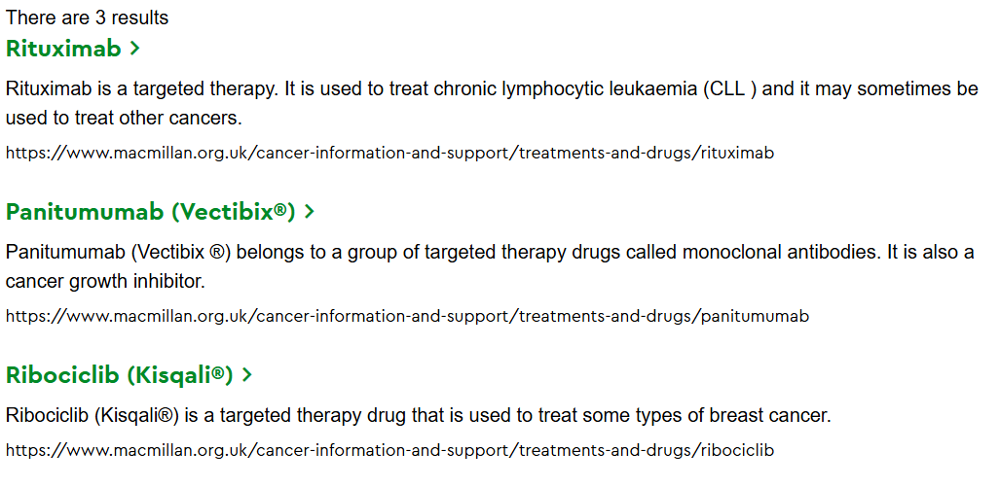 There are 3 results
Rituximab >
Rituximab is a targeted therapy. It is used to treat chronic lymphocytic leukaemia (CLL ) and it may sometimes be
used to treat other cancers.
https://www.macmillan.org.uk/cancer-information-and-support/treatments-and-drugs/rituximab
Panitumumab (Vectibix®) >
Panitumumab (Vectibix ®) belongs to a group of targeted therapy drugs called monoclonal antibodies. It is also a
cancer growth inhibitor.
https://www.macmillan.org.uk/cancer-information-and-support/treatments-and-drugs/panitumumab
Ribociclib (Kisqali®) >
Ribociclib (Kisqali®) is a targeted therapy drug that is used to treat some types of breast cancer.
https://www.macmillan.org.uk/cancer-information-and-support/treatments-and-drugs/ribociclib